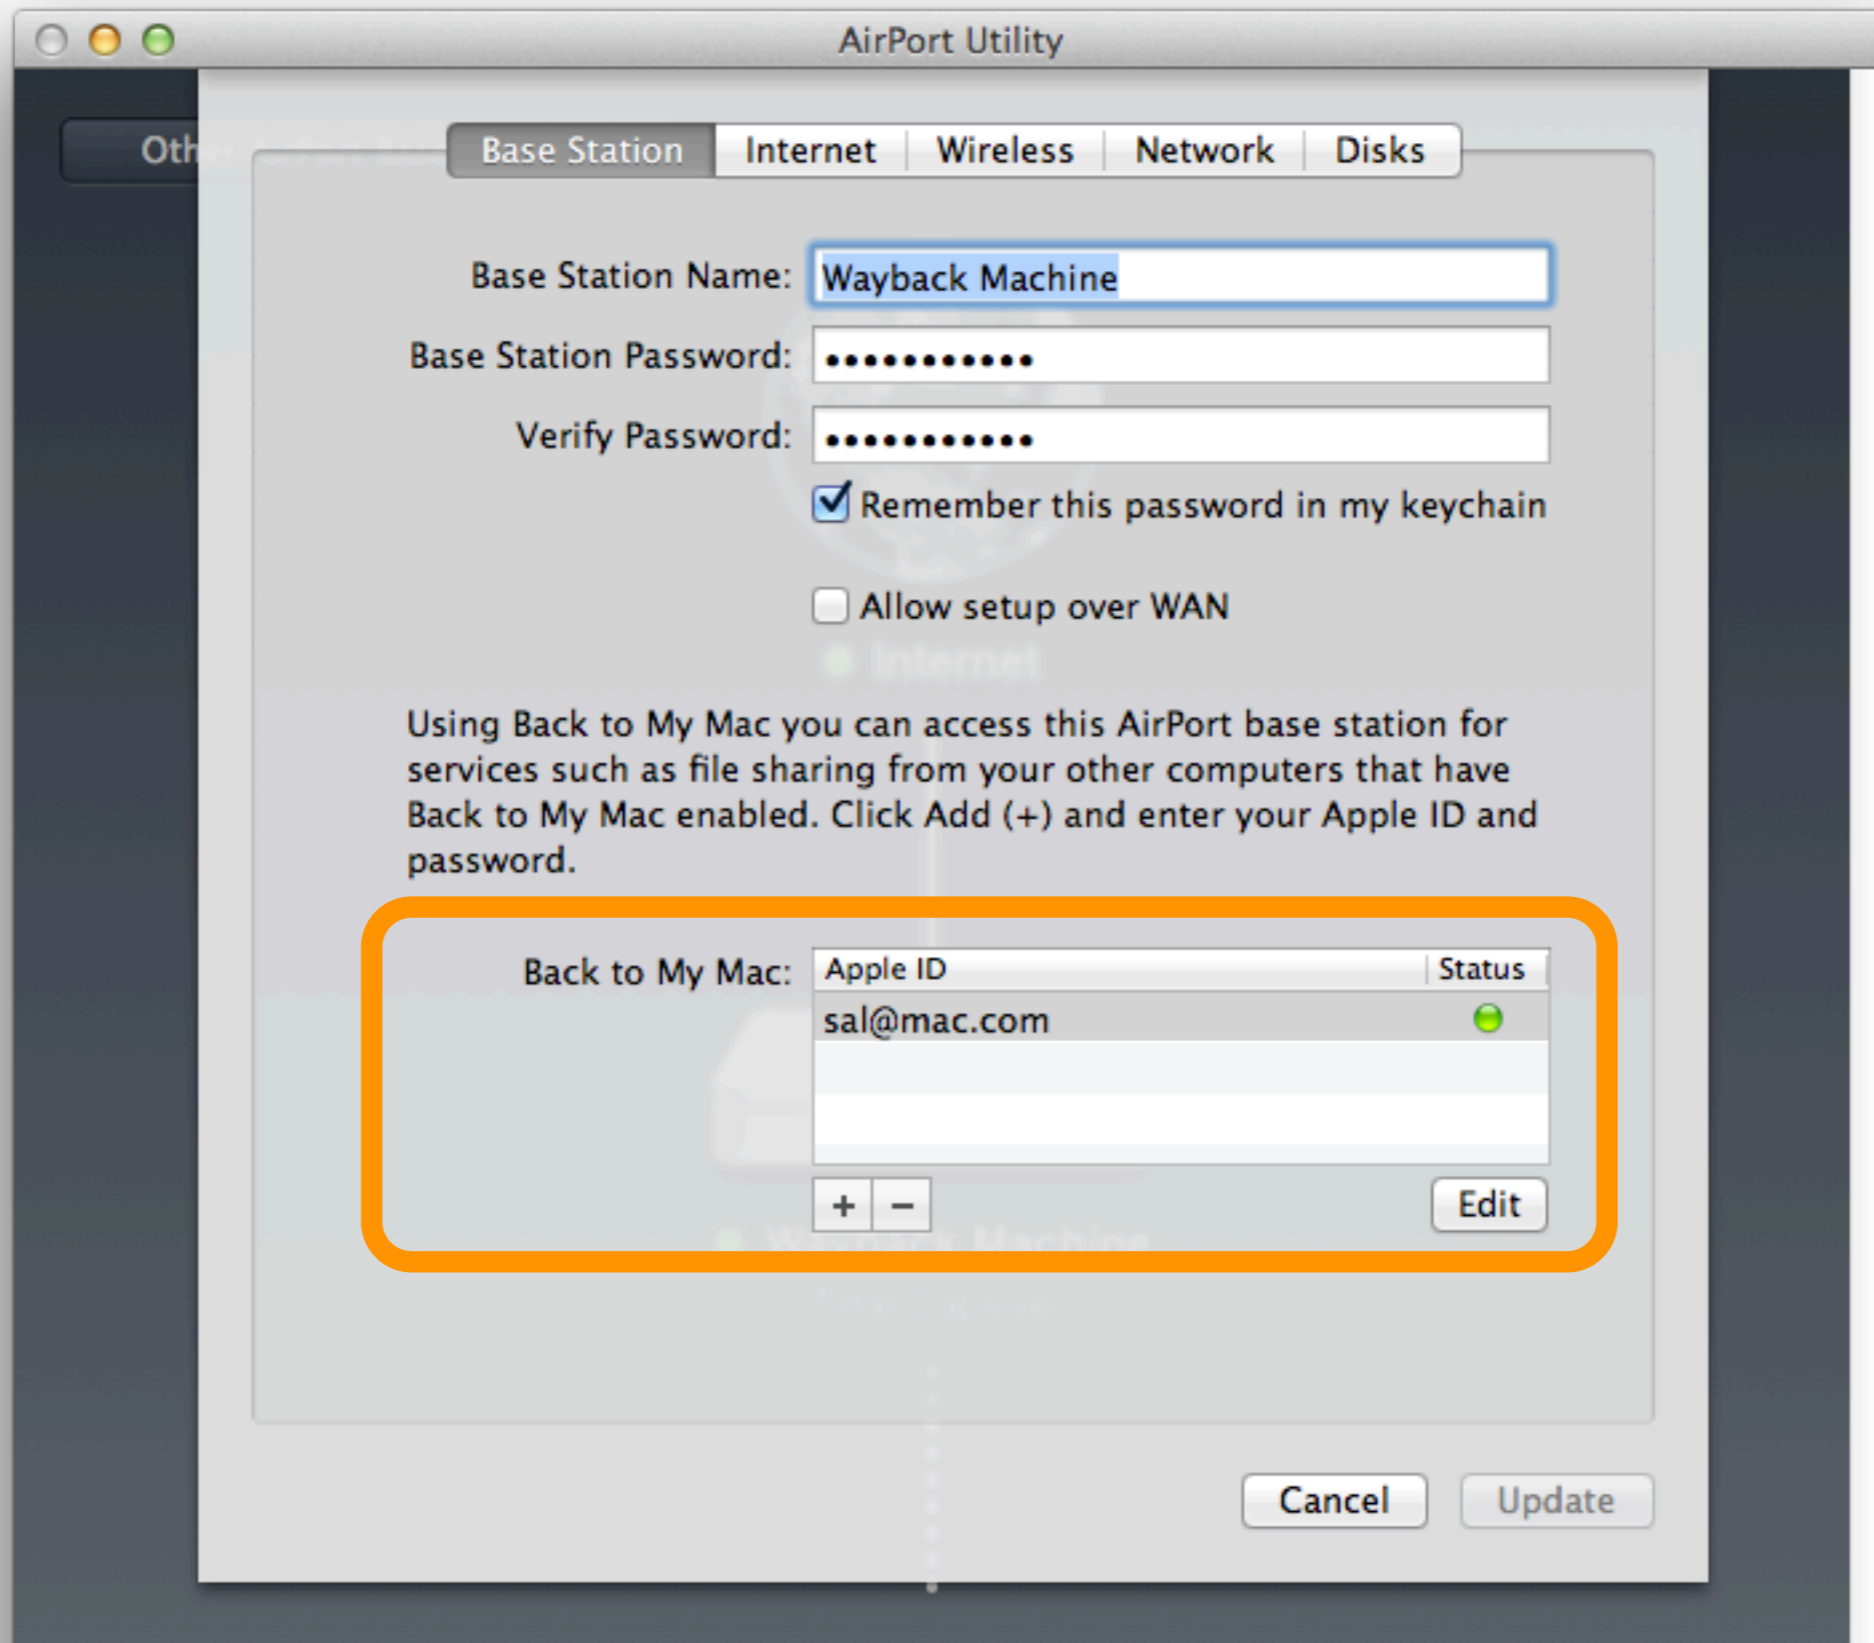 AirPort Utility
Oth
Base Station Internet Wireless Network Disks
Base Station Name: Wayback Machine
Base Station Password: •••••••••••
Verify Password: •••••••••••
Remember this password in my keychain
Allow setup over WAN
Internet
Using Back to My Mac you can access this AirPort base station for
services such as file sharing from your other computers that have
Back to My Mac enabled. Click Add (+) and enter your Apple ID and
password.
Back to My Mac: Apple ID Status
sal@mac.com
+ − Edit
Wayback Machine
Cancel Update